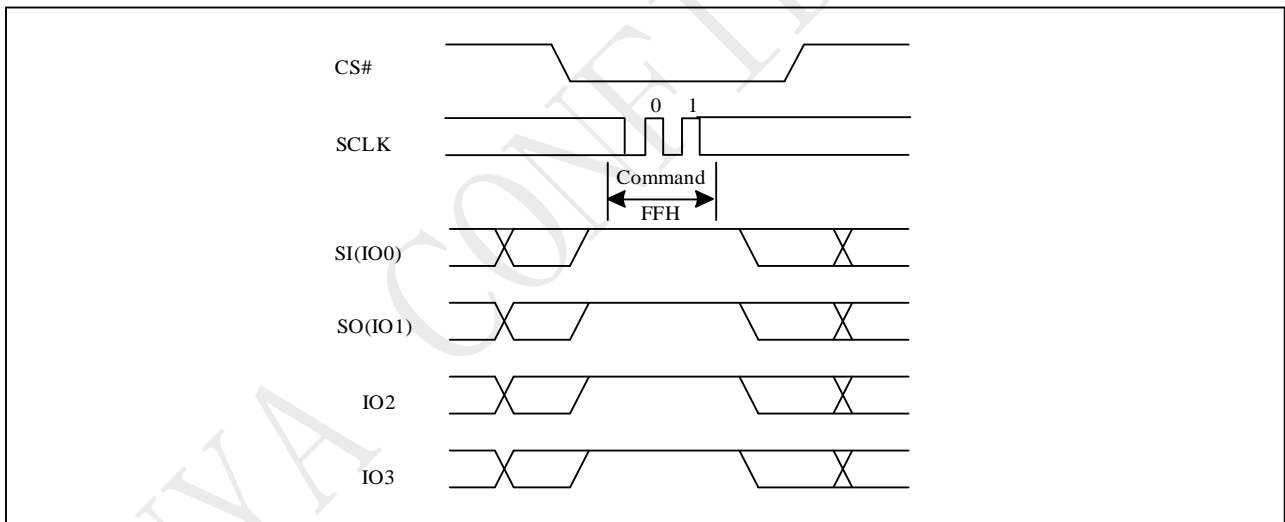 CS#
0 1
SCLK
Command
FFH
SI(IO0)
SO(IO1)
IO2
IO3